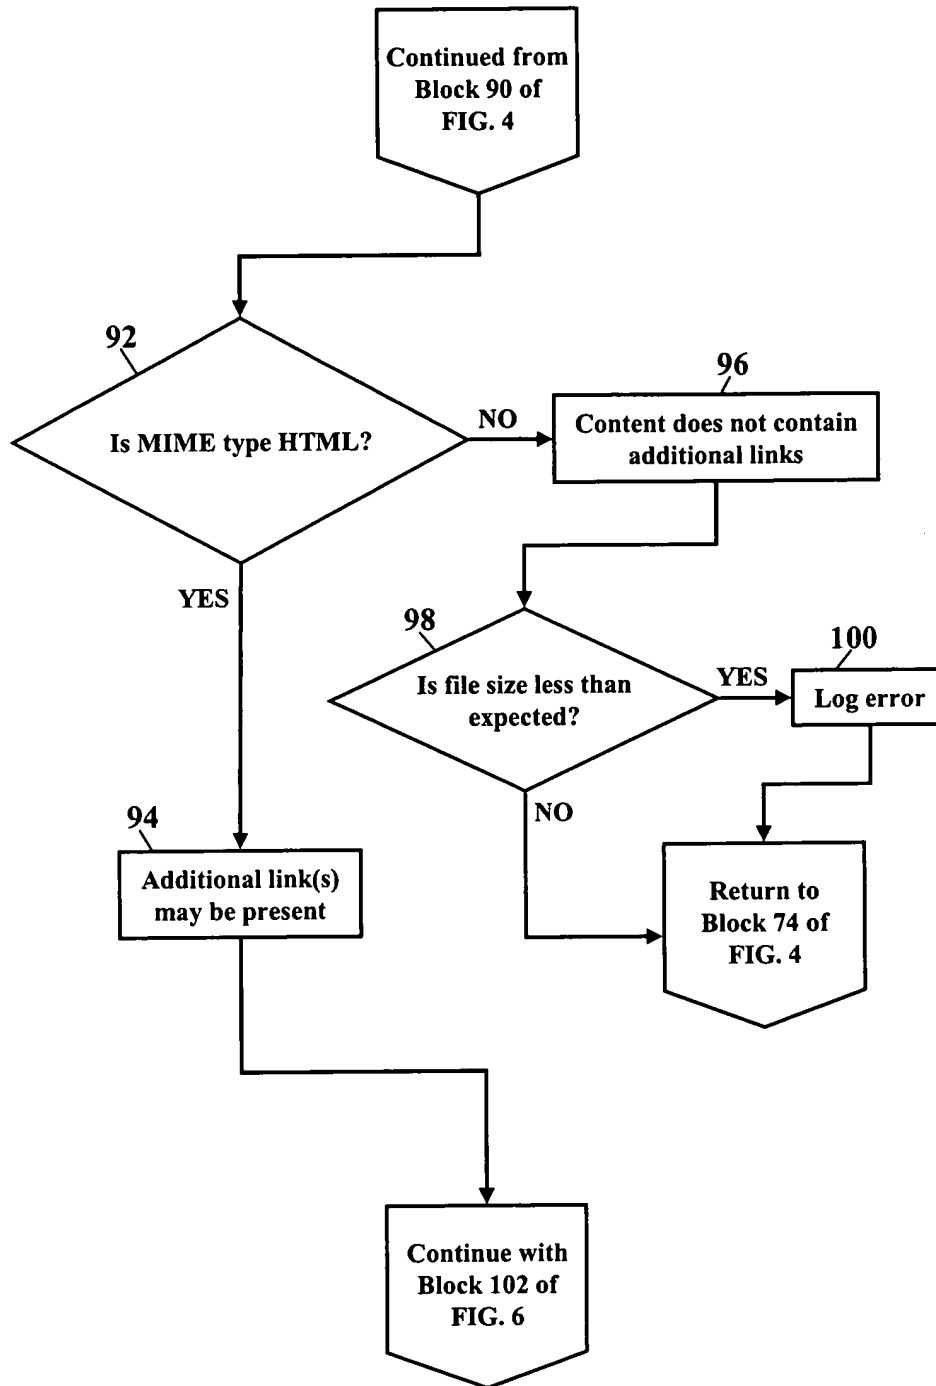 Continued from
Block 90 of
FIG. 4
92
Is MIME type HTML?
NO
96
Content does not contain
additional links
YES
98
Is file size less than
expected?
YES
100
Log error
NO
94
Additional link(s)
may be present
Return to
Block 74 of
FIG. 4
Continue with
Block 102 of
FIG. 6